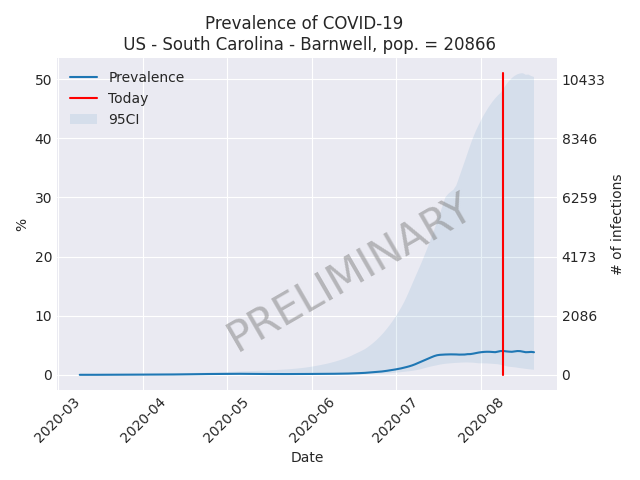 Prevalence of COVID-19
US - South Carolina - Barnwell, pop. = 20866
Prevalence
Today
95CI
50
40
30
20
10
0
%
10433
8346
6259
4173
2086
0
# of infections
PRELIMINARY
2020-03
2020-04
2020-05
2020-06
2020-07
2020-08
Date